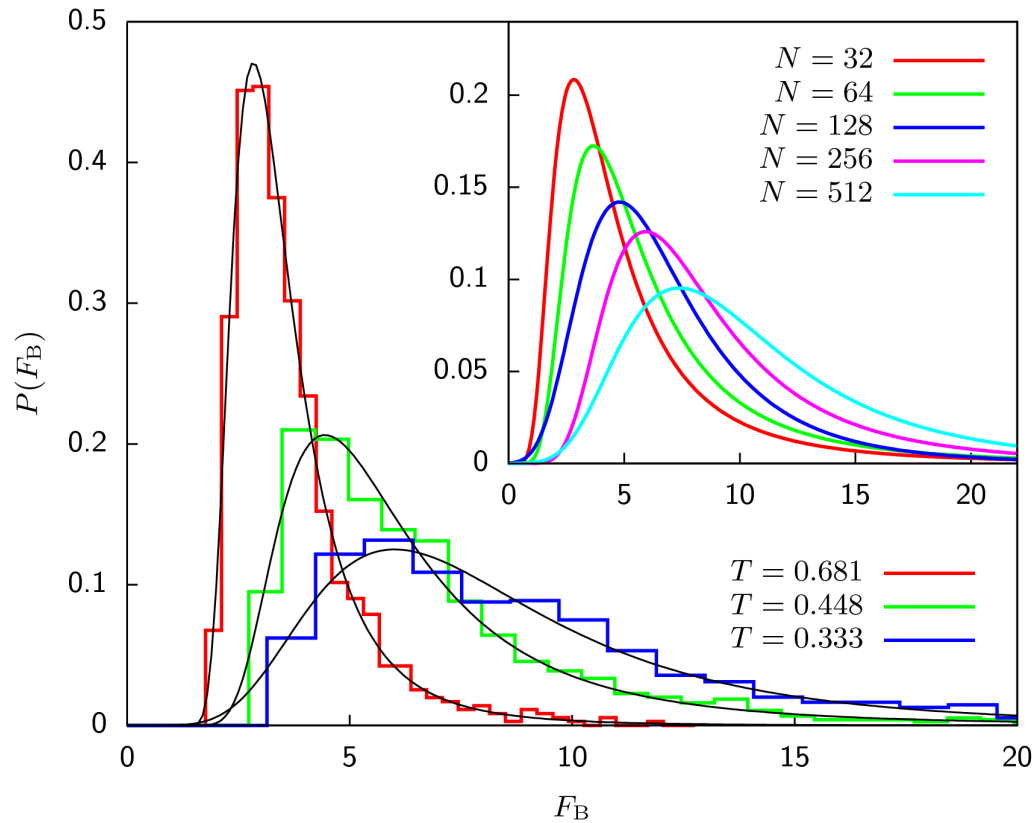 0.5
0.4
0.3
0.2
0.1
0
P(F_B)
0 5 10 15 20
F_B
0.2
0.15
0.1
0.05
0
0 5 10 15 20
N = 32
N = 64
N = 128
N = 256
N = 512
T = 0.681
T = 0.448
T = 0.333